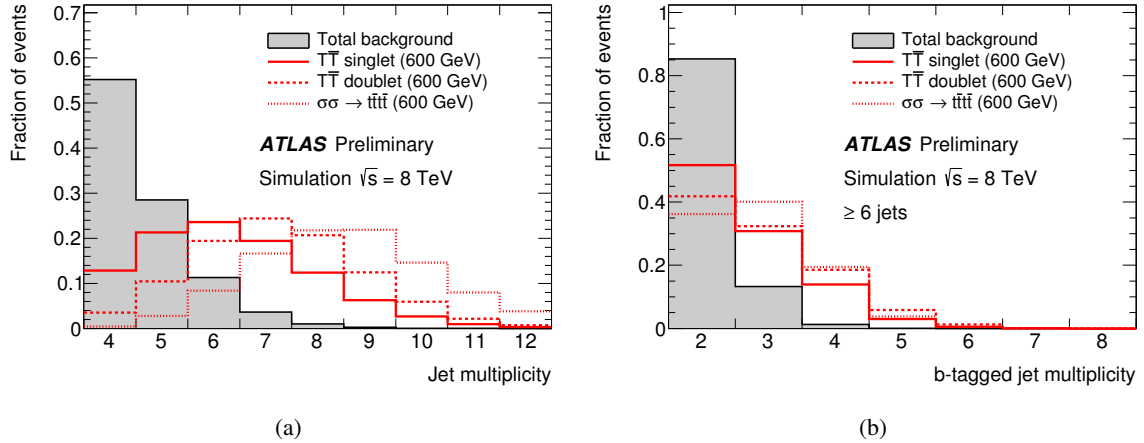 Fraction of events
0.7
0.6
0.5
0.4
0.3
0.2
0.1
0
Total background
TT̅ singlet (600 GeV)
TT̅ doublet (600 GeV)
σσ → tt̅tt̅ (600 GeV)
ATLAS Preliminary
Simulation √s = 8 TeV
4 5 6 7 8 9 10 11 12
Jet multiplicity
(a)
Fraction of events
1
0.8
0.6
0.4
0.2
0
Total background
TT̅ singlet (600 GeV)
TT̅ doublet (600 GeV)
σσ → tt̅tt̅ (600 GeV)
ATLAS Preliminary
Simulation √s = 8 TeV
≥ 6 jets
2 3 4 5 6 7 8
b-tagged jet multiplicity
(b)